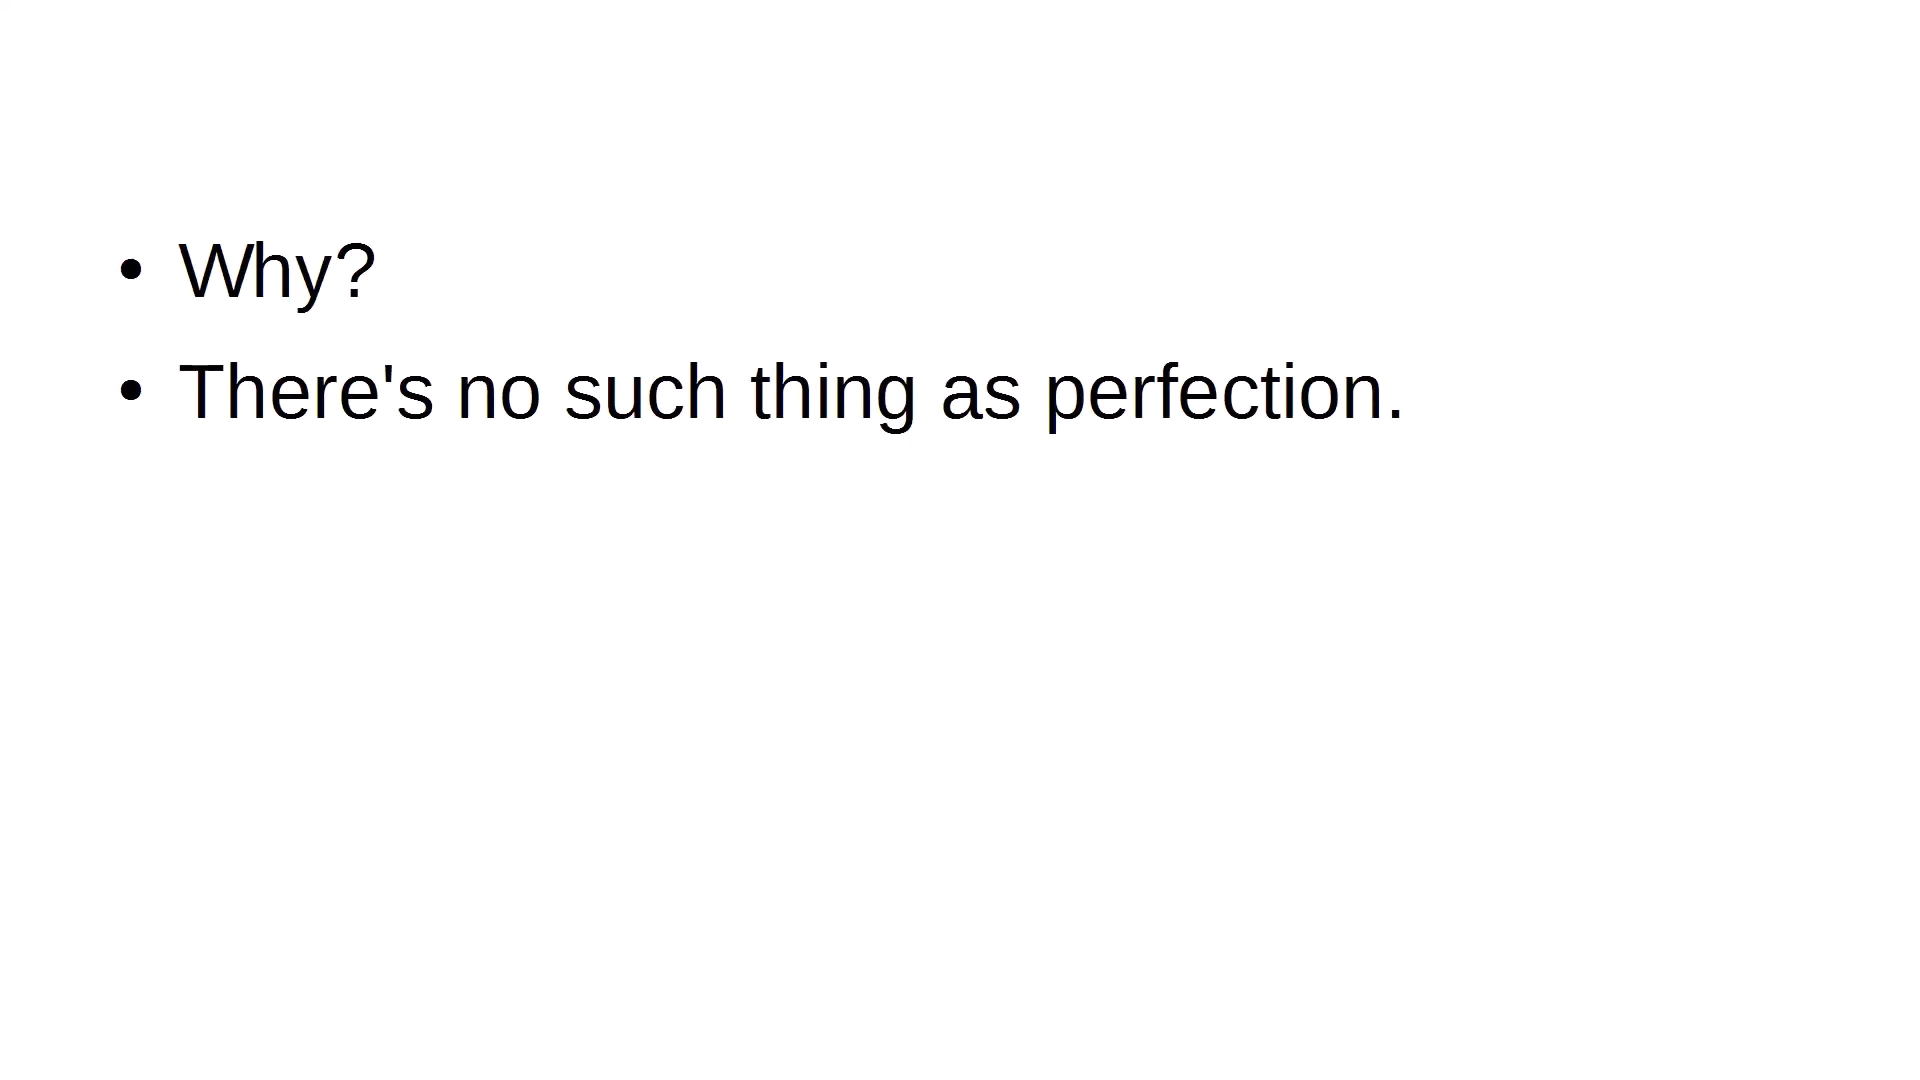 • Why?
• There's no such thing as perfection.